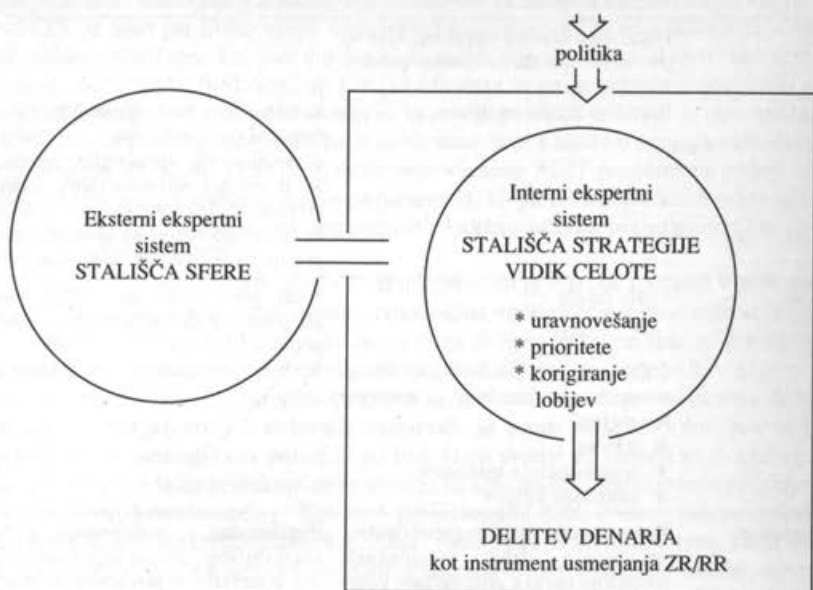 politika
Eksterni ekspertni
sistem
STALIŠČA SFERE
Interni ekspertni
sistem
STALIŠČA STRATEGIJE
VIDIK CELOTE
* uravnovešanje
* prioritete
* korigiranje
lobijev
DELITEV DENARJA
kot instrument usmerjanja ZR/RR